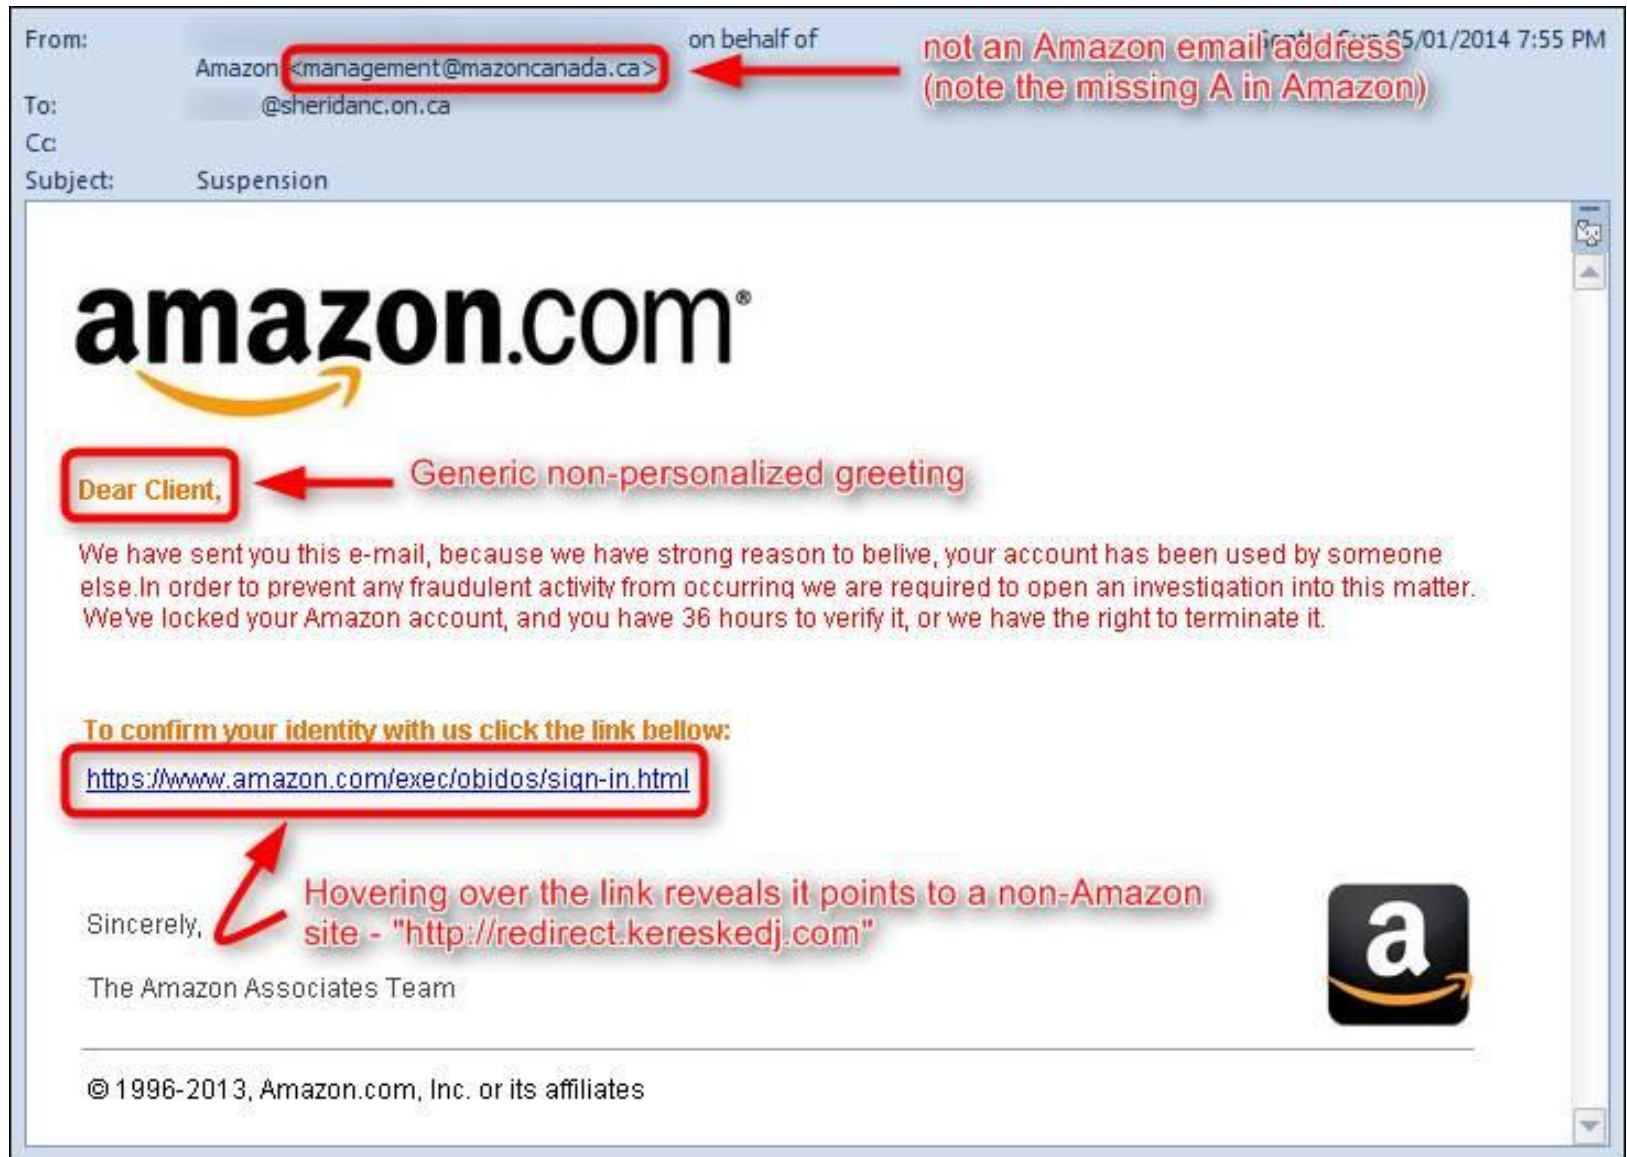 From: on behalf of
Amazon <management@mazoncanada.ca>
05/01/2014 7:55 PM
not an Amazon email address
(note the missing A in Amazon)
To: @sheridanc.on.ca
Cc:
Subject: Suspension
amazon.com®
Dear Client,
Generic non-personalized greeting
We have sent you this e-mail, because we have strong reason to belive, your account has been used by someone
else.In order to prevent any fraudulent activity from occurring we are required to open an investigation into this matter.
We've locked your Amazon account, and you have 36 hours to verify it, or we have the right to terminate it.
To confirm your identity with us click the link bellow:
https://www.amazon.com/exec/obidos/sign-in.html
Hovering over the link reveals it points to a non-Amazon
site - "http://redirect.kereskedj.com"
Sincerely,
The Amazon Associates Team
a
© 1996-2013, Amazon.com, Inc. or its affiliates